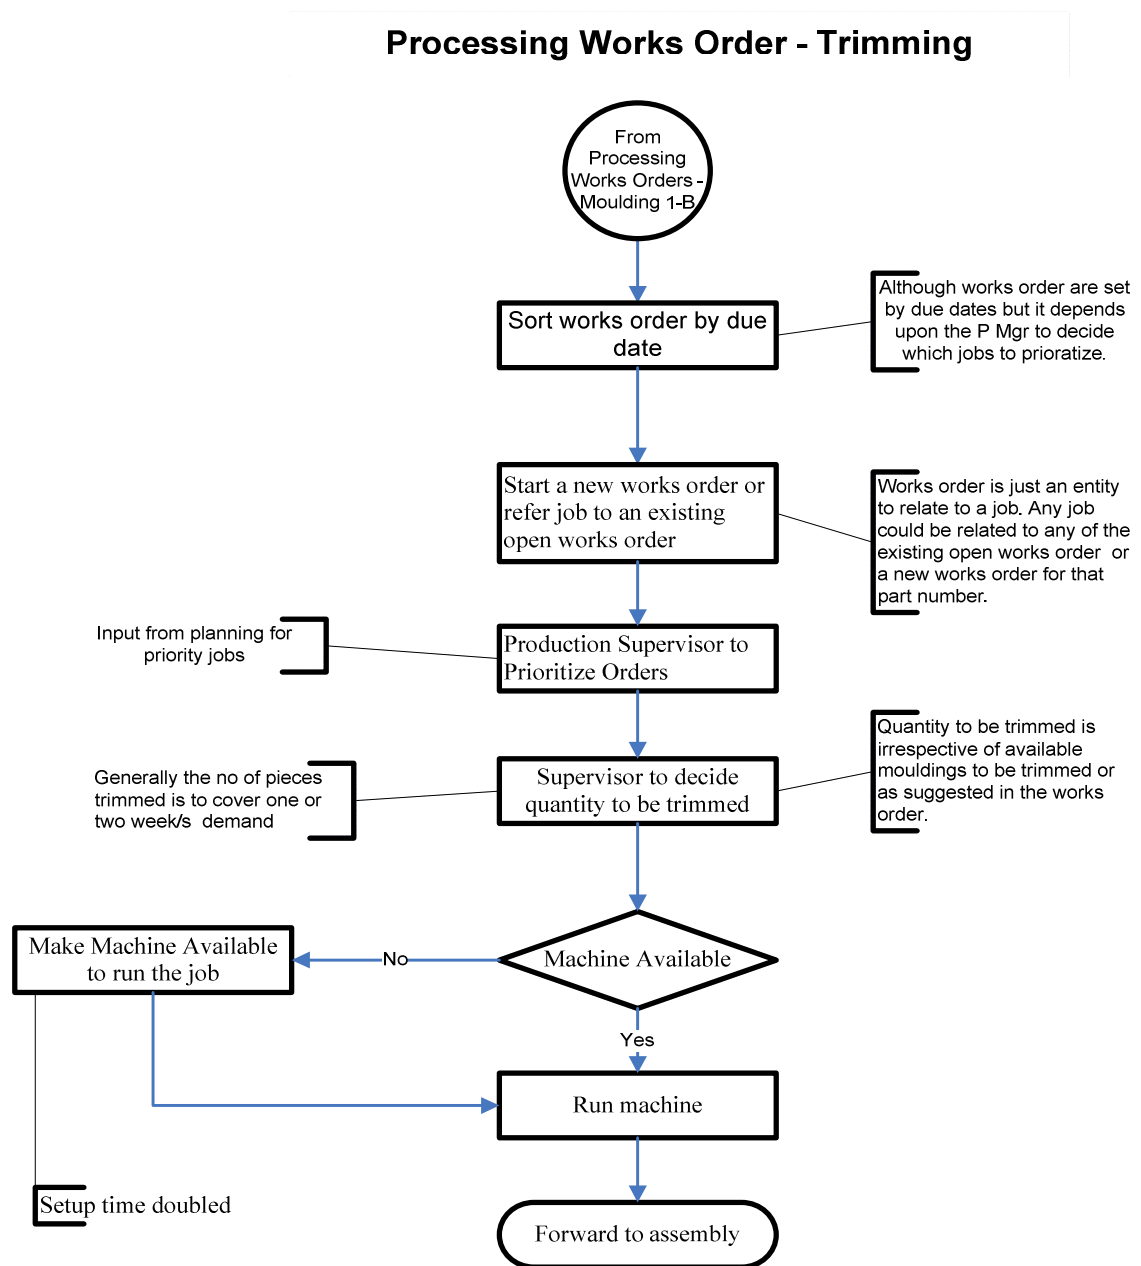 Processing Works Order - Trimming
From
Processing
Works Orders -
Moulding 1-B
Sort works order by due
date
Although works order are set
by due dates but it depends
upon the P Mgr to decide
which jobs to prioratize.
Start a new works order or
refer job to an existing
open works order
Works order is just an entity
to relate to a job. Any job
could be related to any of the
existing open works order or
a new works order for that
part number.
Input from planning for
priority jobs
Production Supervisor to
Prioritize Orders
Generally the no of pieces
trimmed is to cover one or
two week/s demand
Supervisor to decide
quantity to be trimmed
Quantity to be trimmed is
irrespective of available
mouldings to be trimmed or
as suggested in the works
order.
Make Machine Available
to run the job
No
Machine Available
Yes
Run machine
Setup time doubled
Forward to assembly